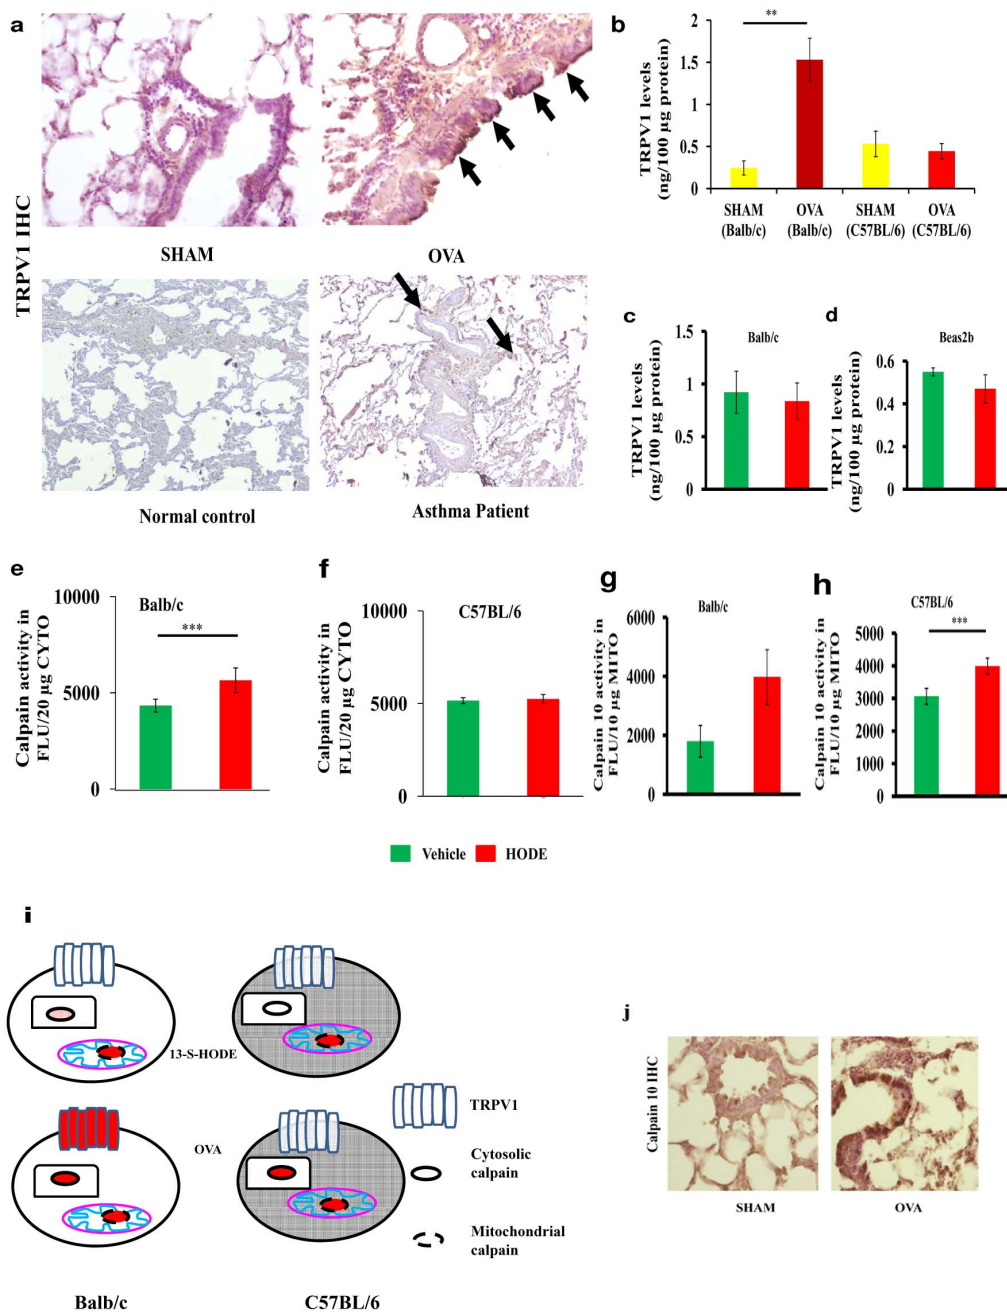 a
TRPV1 IHC
SHAM
OVA
Normal control
Asthma Patient
b
TRPV1 levels
(ng/100 µg protein)
2
1.5
1
0.5
0
**
SHAM
(Balb/c)
OVA
(Balb/c)
SHAM
(C57BL/6)
OVA
(C57BL/6)
c
Balb/c
TRPV1 levels
(ng/100 µg protein)
1.5
1
0.5
0
d
Beas2b
TRPV1 levels
(ng/100 µg protein)
0.6
0.4
0.2
0
e
Balb/c
***
Calpain activity in
FLU/20 µg CYTO
10000
5000
0
f
C57BL/6
Calpain activity in
FLU/20 µg CYTO
10000
5000
0
g
Balb/c
Calpain 10 activity in
FLU/10 µg MITO
6000
4000
2000
0
h
C57BL/6
***
Calpain 10 activity in
FLU/10 µg MITO
5000
4000
3000
2000
1000
0
Vehicle
HODE
i
13-S-HODE
OVA
TRPV1
Cytosolic
calpain
Mitochondrial
calpain
Balb/c
C57BL/6
j
Calpain 10 IHC
SHAM
OVA